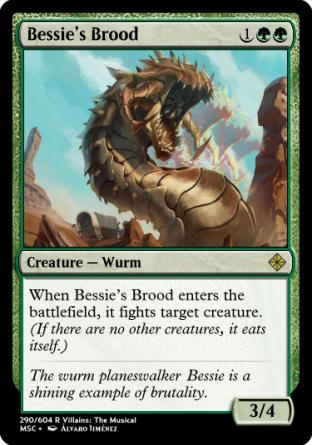 Bessie's Brood 1
Creature — Wurm
When Bessie's Brood enters the
battlefield, it fights target creature.
(If there are no other creatures, it eats
itself.)
The wurm planeswalker Bessie is a
shining example of brutality.
3/4
290/604 R Villains: The Musical
MSC • ÁLVARO JIMÉNEZ